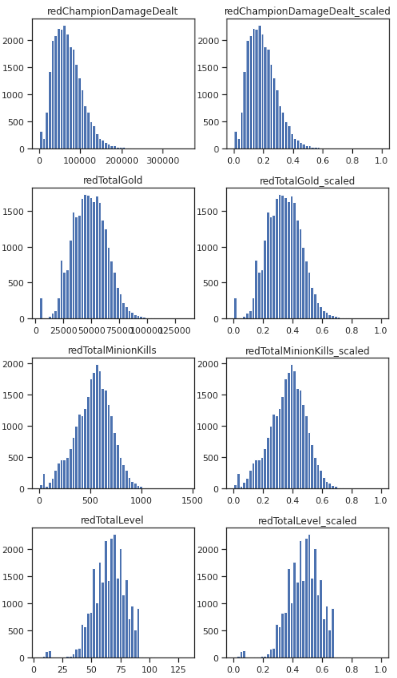 redChampionDamageDealt redChampionDamageDealt_scaled
2000 2000
1500 1500
1000 1000
500 500
0 0
0 100000 200000 300000 0.0 0.2 0.4 0.6 0.8 1.0
redTotalGold redTotalGold_scaled
1500 1500
1000 1000
500 500
0 0
0 25000 50000 75000 100000 125000 0.0 0.2 0.4 0.6 0.8 1.0
redTotalMinionKills redTotalMinionKills_scaled
2000 2000
1500 1500
1000 1000
500 500
0 0
0 500 1000 1500 0.0 0.2 0.4 0.6 0.8 1.0
redTotalLevel redTotalLevel_scaled
2000 2000
1500 1500
1000 1000
500 500
0 0
0 25 50 75 100 125 0.0 0.2 0.4 0.6 0.8 1.0